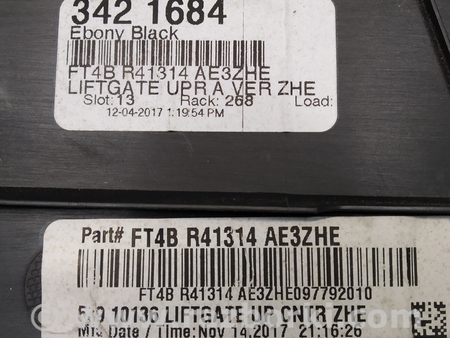 342 1684
Ebony Black
FT4B R41314 AE3ZHE
LIFTGATE UPR A VER ZHE
Slot: 13 Rack: 268 Load:
12-04-2017 1:19:54 PM
Part# FT4B R41314 AE3ZHE
FT4B R41314 AE3ZHE097792010
10136 LIFTGATE UP CNTR ZHE
Date / Time: Nov 14,2017 21:16:26